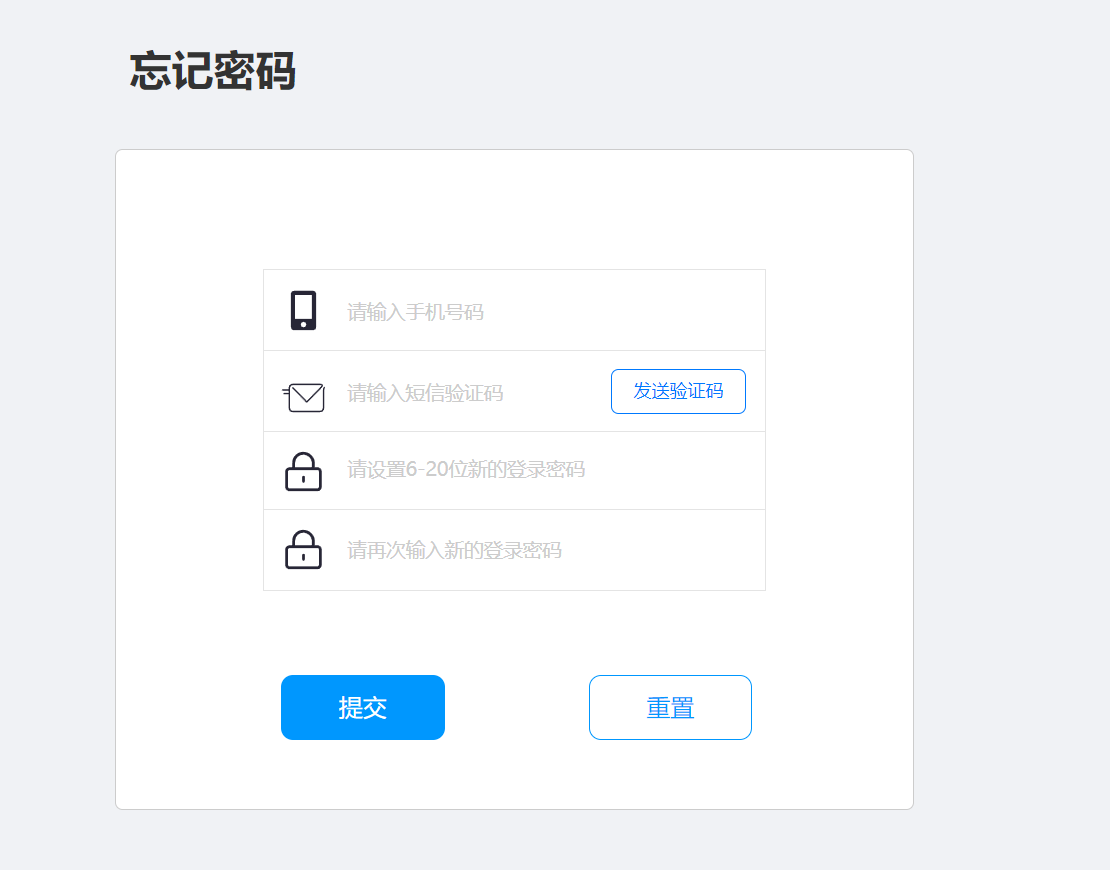 忘记密码
请输入手机号码
请输入短信验证码 发送验证码
请设置6-20位新的登录密码
请再次输入新的登录密码
提交 重置